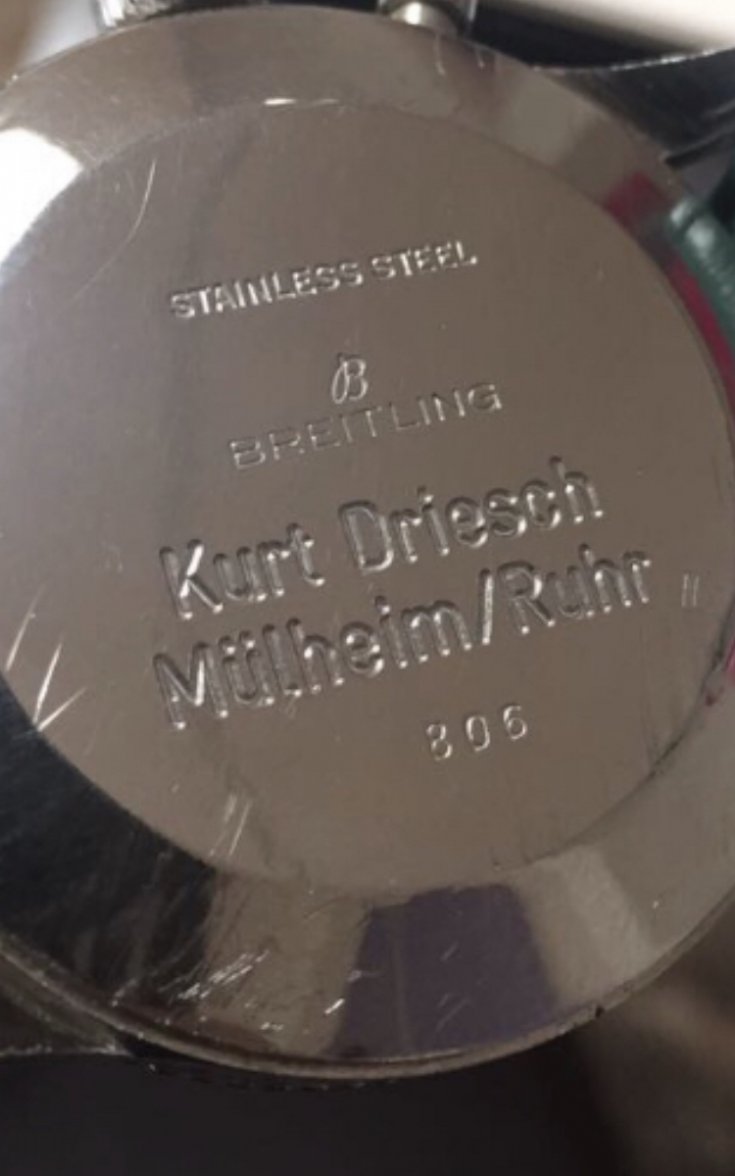 STAINLESS STEEL
B
BREITLING
Kurt Driesch
Mülheim/Ruhr
806